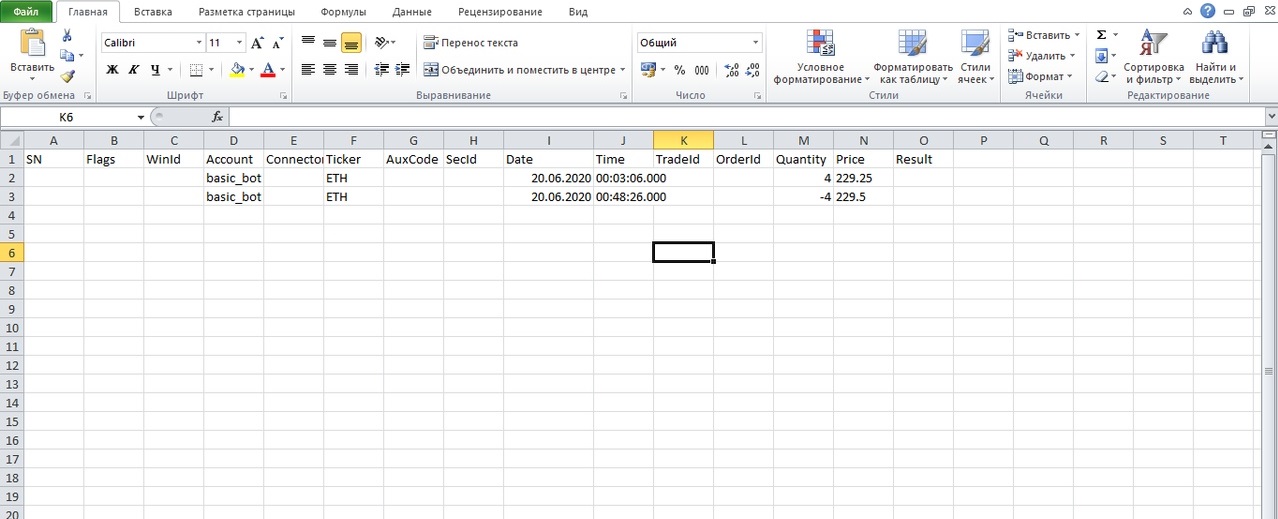 Файл Главная Вставка Разметка страницы Формулы Данные Рецензирование Вид
Calibri 11 Перенос текста Общий Вставить
Вставить Условное форматирование Форматировать как таблицу Стили ячеек Удалить Сортировка и фильтр Найти и выделить
Ж К Ч А Объединить и поместить в центре % 000 ,00 ,0 Формат Σ
Буфер обмена Шрифт Выравнивание Число Стили Ячейки Редактирование
K6 fx
A B C D E F G H I J K L M N O P Q R S T
1 SN Flags WinId Account Connector Ticker AuxCode SecId Date Time TradeId OrderId Quantity Price Result
2 basic_bot ETH 20.06.2020 00:03:06.000 4 229.25
3 basic_bot ETH 20.06.2020 00:48:26.000 -4 229.5
4
5
6
7
8
9
10
11
12
13
14
15
16
17
18
19
20